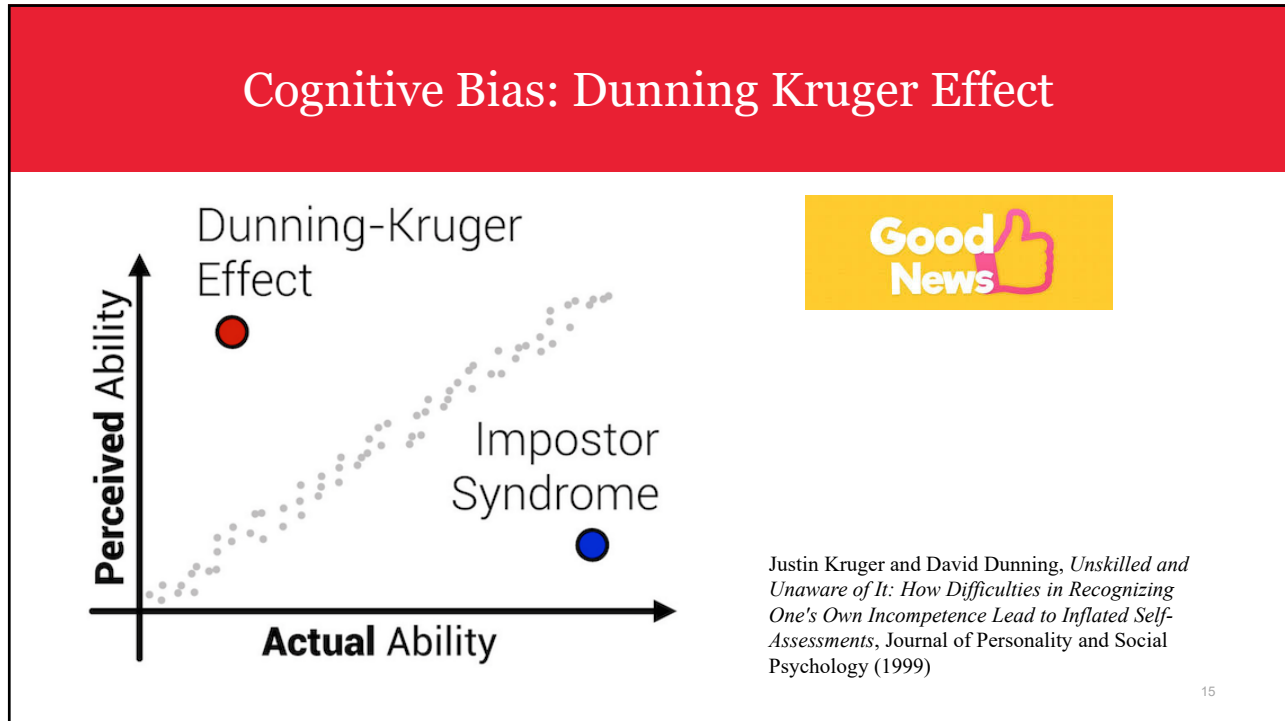 Cognitive Bias: Dunning Kruger Effect
Dunning-Kruger
Effect
Perceived Ability
Impostor
Syndrome
Actual Ability
Good
News
Justin Kruger and David Dunning, Unskilled and
Unaware of It: How Difficulties in Recognizing
One's Own Incompetence Lead to Inflated Self-
Assessments, Journal of Personality and Social
Psychology (1999)
15